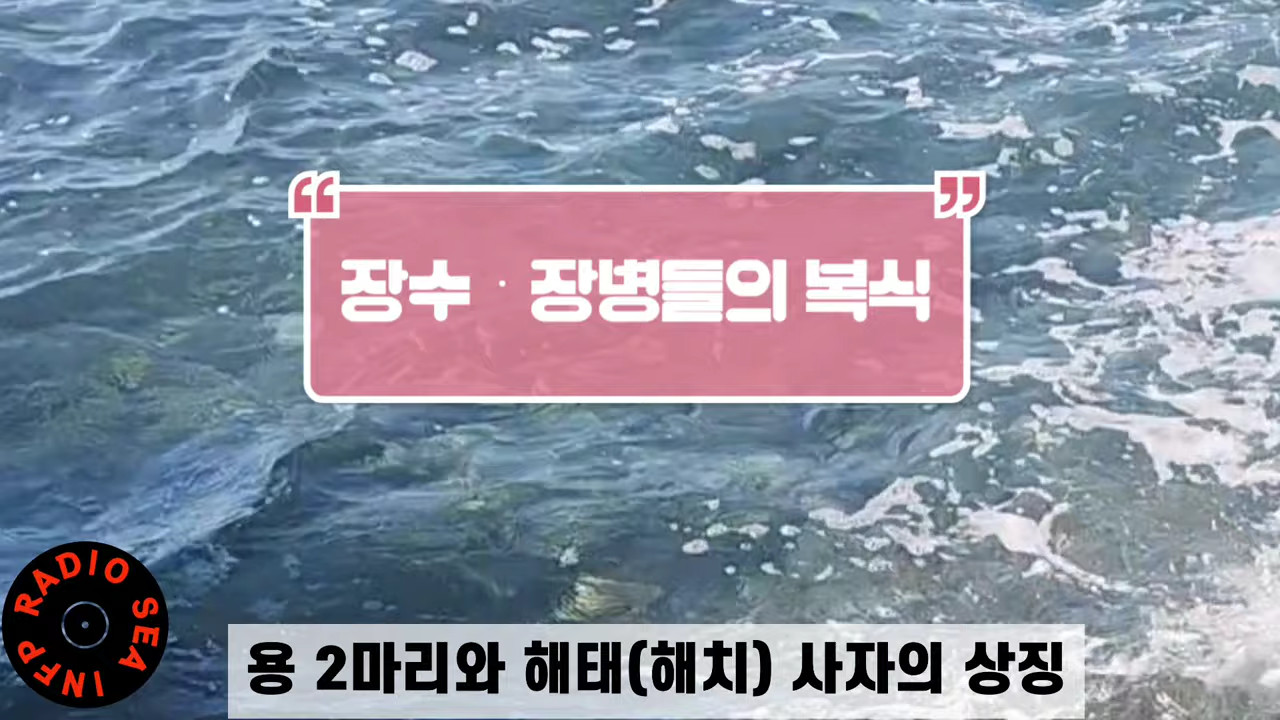 “ ”
장수 · 장병들의 복식
RADIO SEA INFP
용 2마리와 해태(해치) 사자의 상징